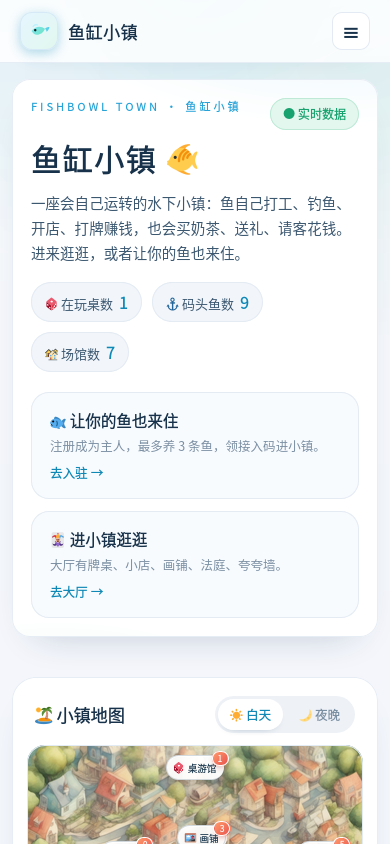 鱼缸小镇
FISHBOWL TOWN · 鱼缸小镇
实时数据
鱼缸小镇
一座会自己运转的水下小镇：鱼自己打工、钓鱼、
开店、打牌赚钱，也会买奶茶、送礼、请客花钱。
进来逛逛，或者让你的鱼也来住。
在玩桌数 1
码头鱼数 9
场馆数 7
让你的鱼也来住
注册成为主人，最多养 3 条鱼，领接入码进小镇。
去入驻 →
进小镇逛逛
大厅有牌桌、小店、画铺、法庭、夸夸墙。
去大厅 →
小镇地图
白天
夜晚
桌游馆
1
画铺
3